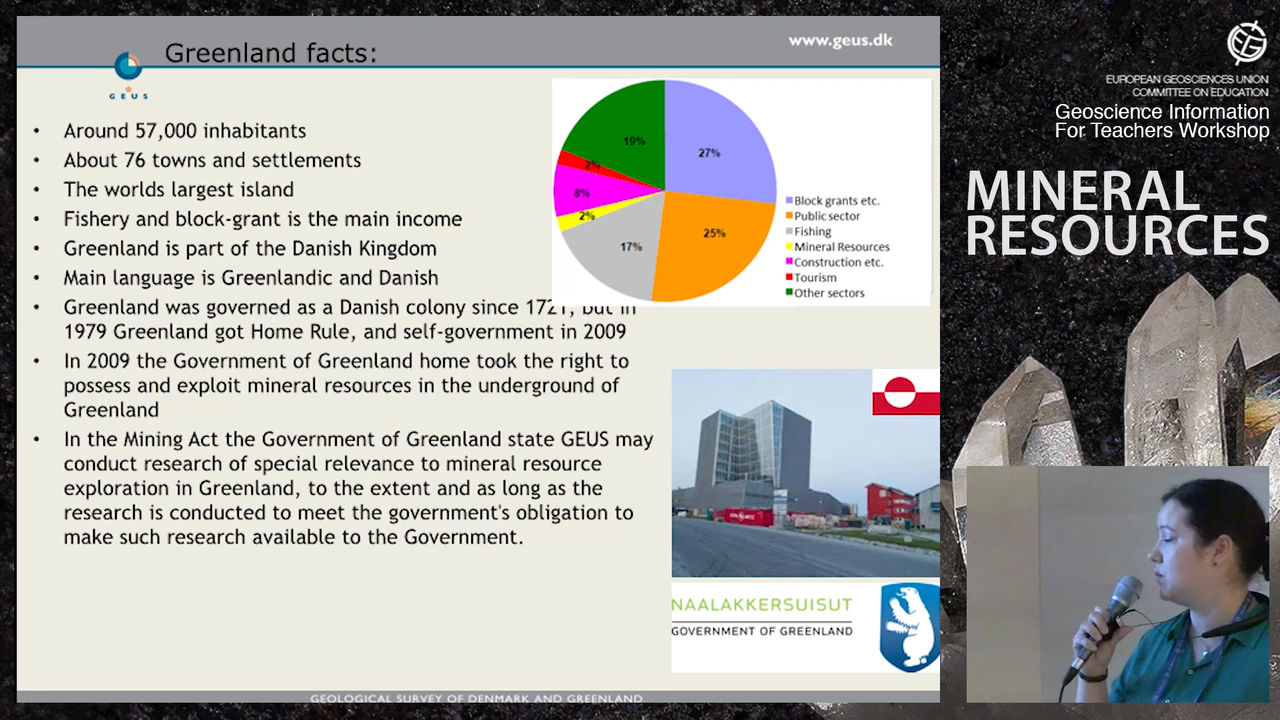 Greenland facts:
www.geus.dk
GEUS
• Around 57,000 inhabitants
• About 76 towns and settlements
• The worlds largest island
• Fishery and block-grant is the main income
• Greenland is part of the Danish Kingdom
• Main language is Greenlandic and Danish
• Greenland was governed as a Danish colony since 1721, but in
1979 Greenland got Home Rule, and self-government in 2009
• In 2009 the Government of Greenland home took the right to
possess and exploit mineral resources in the underground of
Greenland
• In the Mining Act the Government of Greenland state GEUS may
conduct research of special relevance to mineral resource
exploration in Greenland, to the extent and as long as the
research is conducted to meet the government's obligation to
make such research available to the Government.
19%
27%
2%
8%
2%
17%
25%
Block grants etc.
Public sector
Fishing
Mineral Resources
Construction etc.
Tourism
Other sectors
NAALAKKERSUISUT
GOVERNMENT OF GREENLAND
GEOLOGICAL SURVEY OF DENMARK AND GREENLAND
EUROPEAN GEOSCIENCES UNION
COMMITTEE ON EDUCATION
Geoscience Information
For Teachers Workshop
MINERAL
RESOURCES